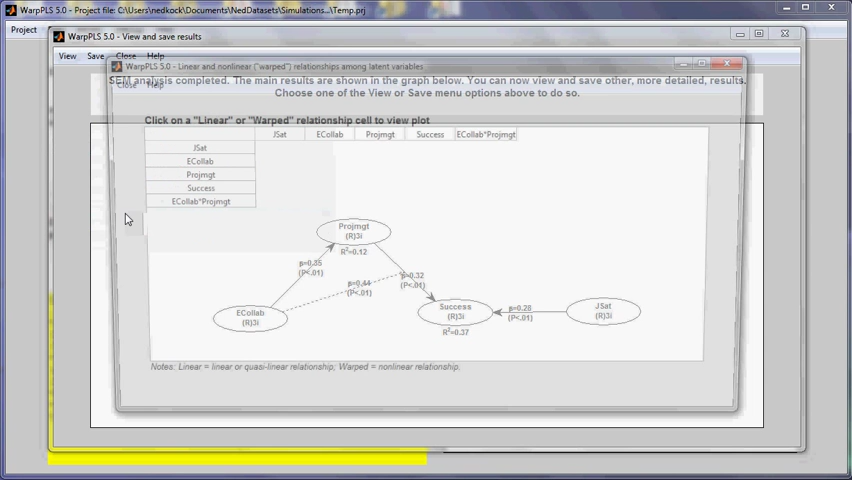 WarpPLS 5.0 - Project file: C:\Users\nedkock\Documents\NedDatasets\Simulations...\Temp.prj
Project
WarpPLS 5.0 - View and save results
View Save Close Help
WarpPLS 5.0 - Linear and nonlinear ("warped") relationships among latent variables
SEM analysis completed. The main results are shown in the graph below. You can now view and save other, more detailed, results.
Close Help
Choose one of the View or Save menu options above to do so.
Click on a "Linear" or "Warped" relationship cell to view plot
JSat ECollab Projmgt Success ECollab*Projmgt
JSat
ECollab
Projmgt
Success
ECollab*Projmgt
Projmgt
(R)3i
R²=0.12
β=0.35
(P<.01)
β=0.44
(P<.01)
β=0.32
(P<.01)
ECollab
(R)3i
Success
(R)3i
R²=0.37
β=0.28
(P<.01)
JSat
(R)3i
Notes: Linear = linear or quasi-linear relationship; Warped = nonlinear relationship.